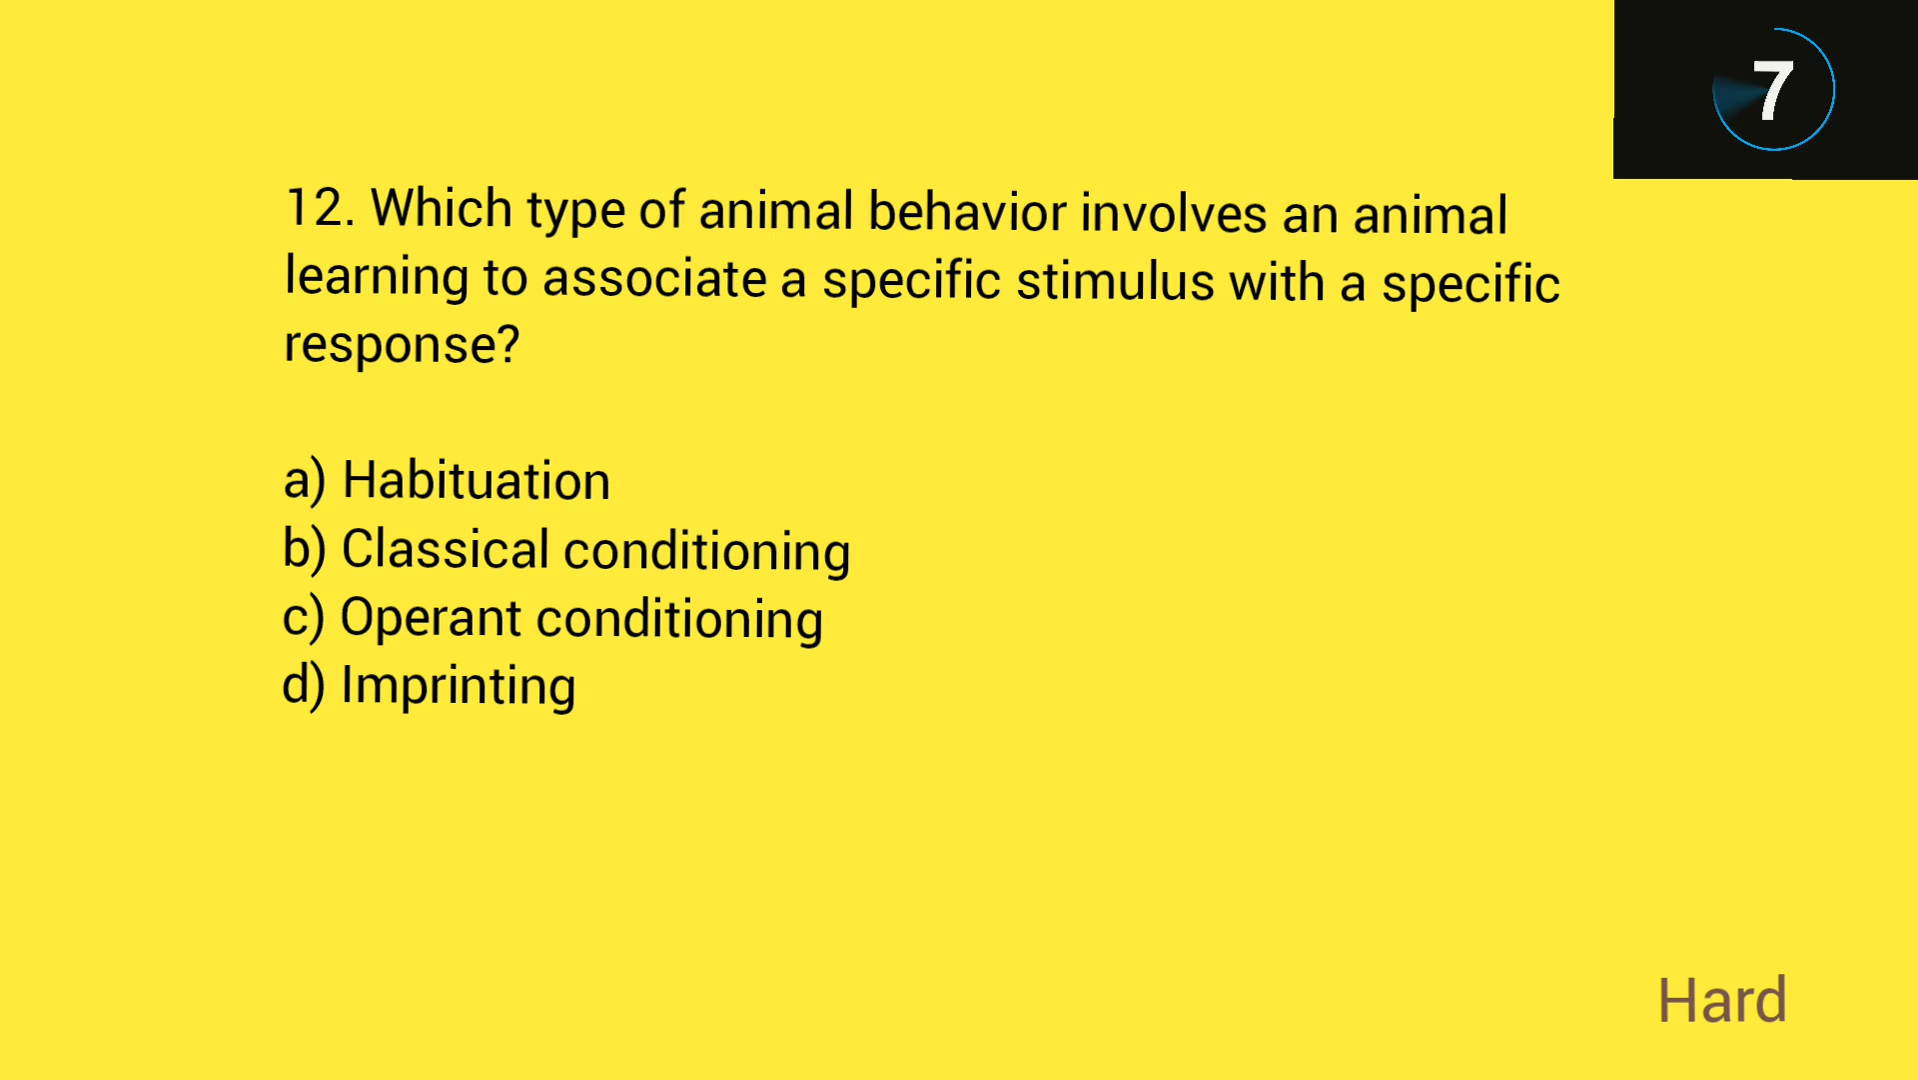 7
12. Which type of animal behavior involves an animal
learning to associate a specific stimulus with a specific
response?
a) Habituation
b) Classical conditioning
c) Operant conditioning
d) Imprinting
Hard